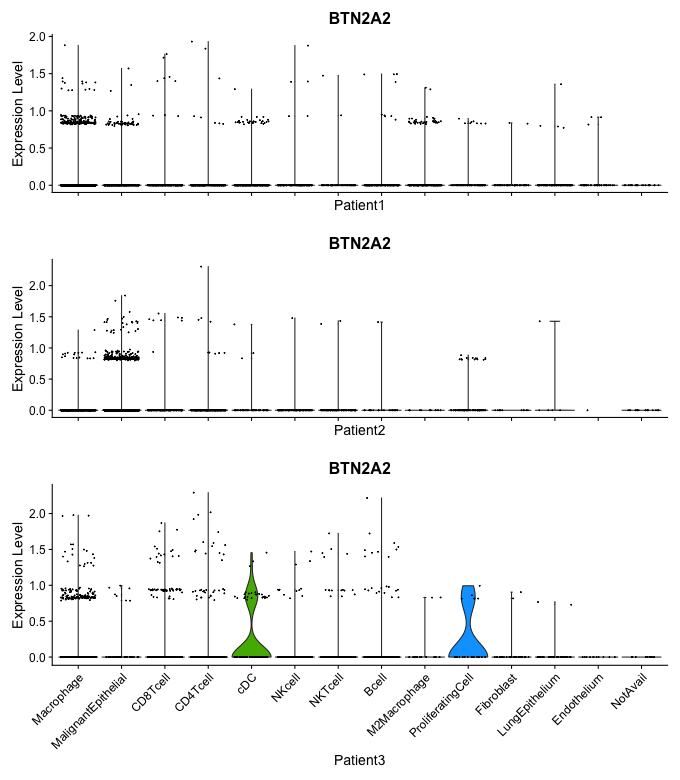 BTN2A2
Expression Level
2.0
1.5
1.0
0.5
0.0
Patient1
BTN2A2
Expression Level
2.0
1.5
1.0
0.5
0.0
Patient2
BTN2A2
Expression Level
2.0
1.5
1.0
0.5
0.0
Macrophage
MalignantEpithelial
CD8Tcell
CD4Tcell
cDC
NKcell
NKTcell
Bcell
M2Macrophage
ProliferatingCell
Fibroblast
LungEpithelium
Endothelium
NotAvail
Patient3